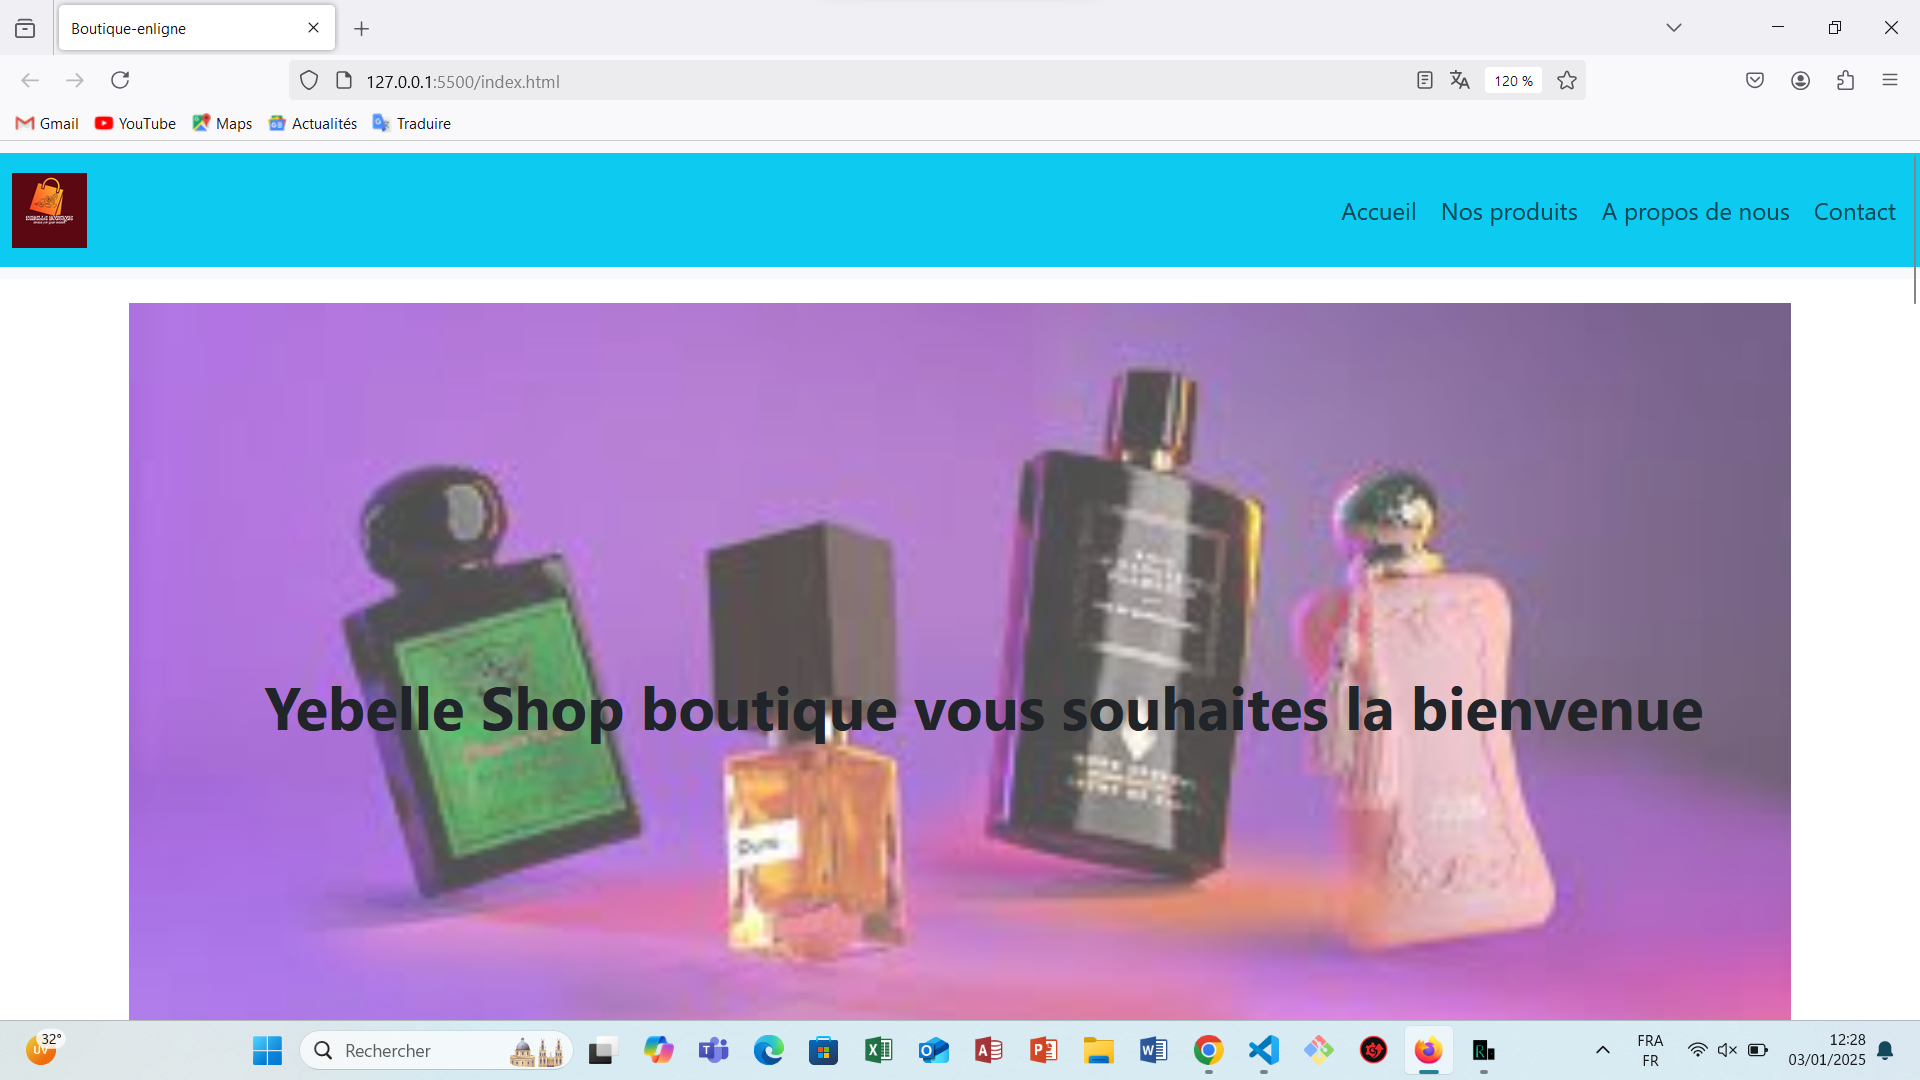 Boutique-enligne
127.0.0.1:5500/index.html
120 %
Gmail YouTube Maps Actualités Traduire
Accueil Nos produits A propos de nous Contact
Yebelle Shop boutique vous souhaites la bienvenue
32°
UV
Rechercher
FRA
FR
12:28
03/01/2025